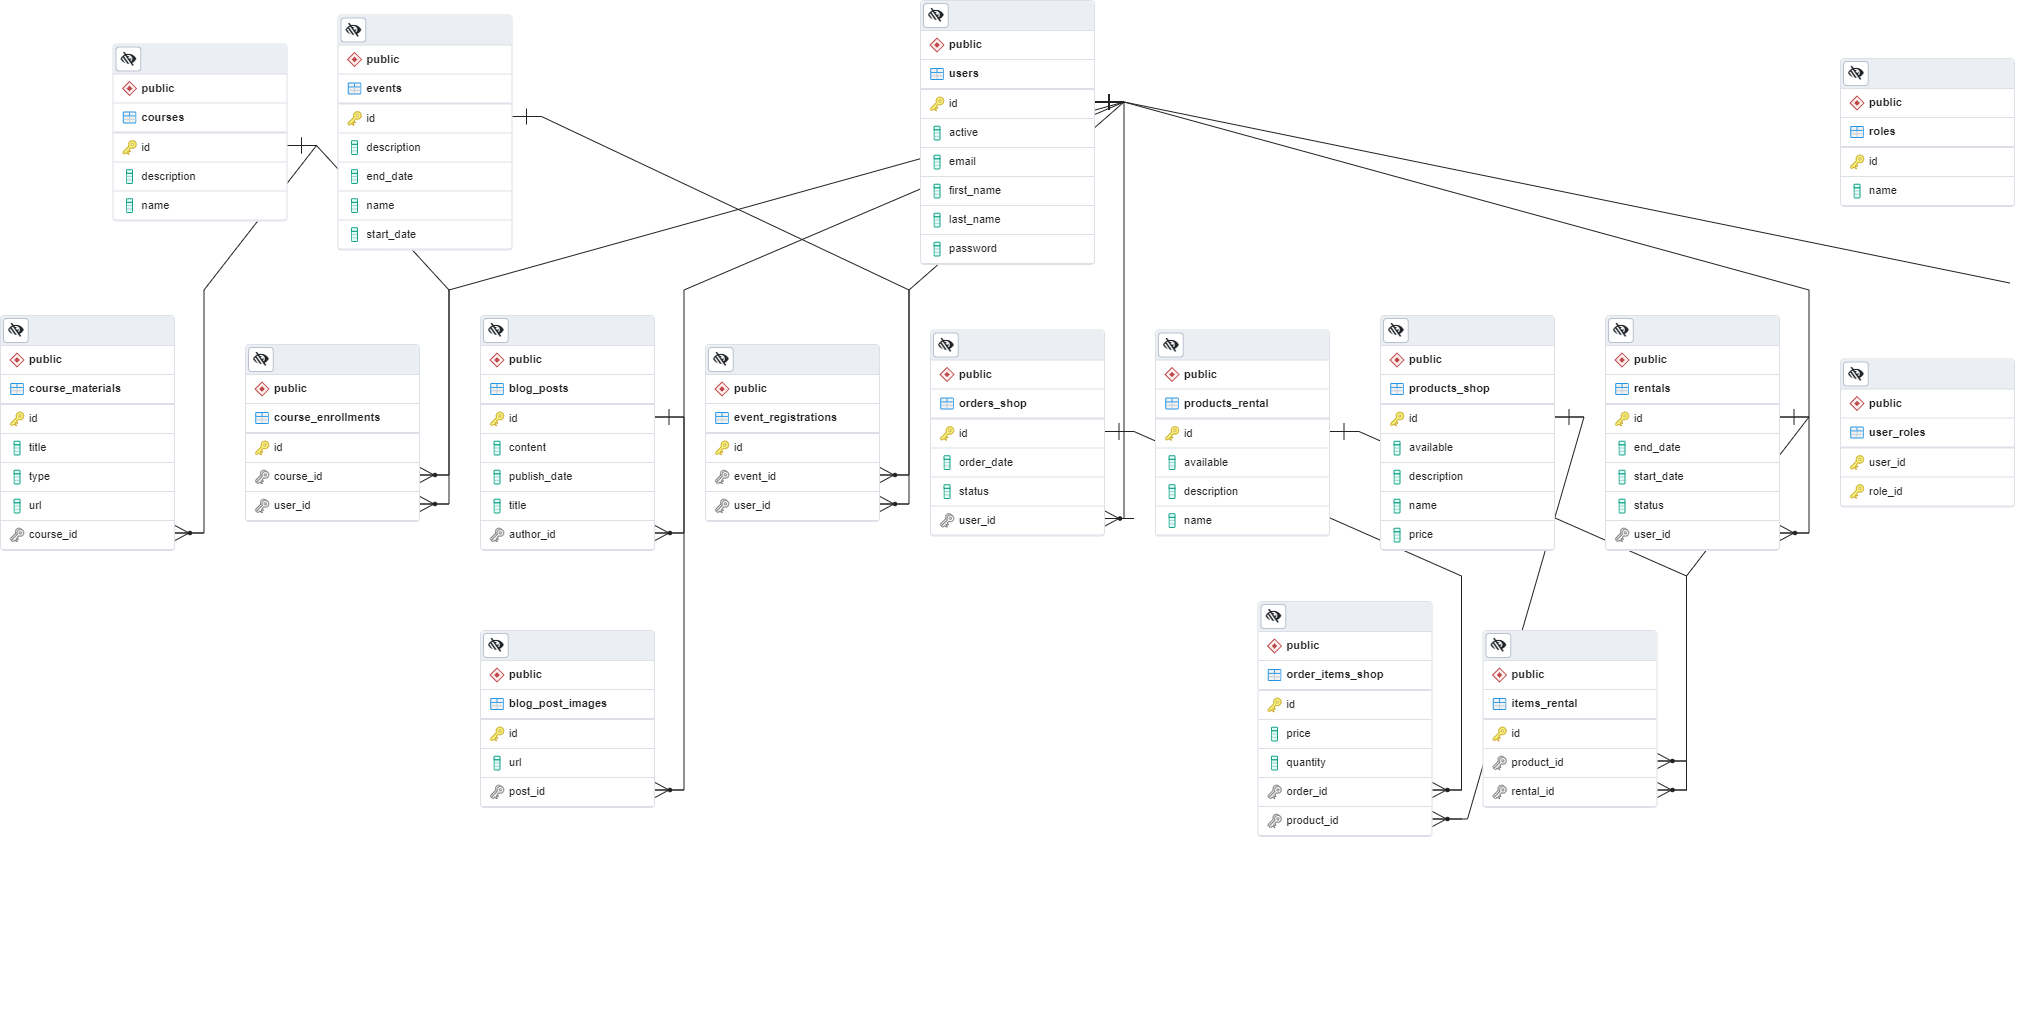 public
courses
id
description
name
public
events
id
description
end_date
name
start_date
public
users
id
active
email
first_name
last_name
password
public
roles
id
name
public
course_materials
id
title
type
url
course_id
public
course_enrollments
id
course_id
user_id
public
blog_posts
id
content
publish_date
title
author_id
public
event_registrations
id
event_id
user_id
public
orders_shop
id
order_date
status
user_id
public
products_rental
id
available
description
name
public
products_shop
id
available
description
name
price
public
rentals
id
end_date
start_date
status
user_id
public
user_roles
user_id
role_id
public
blog_post_images
id
url
post_id
public
order_items_shop
id
price
quantity
order_id
product_id
public
items_rental
id
product_id
rental_id